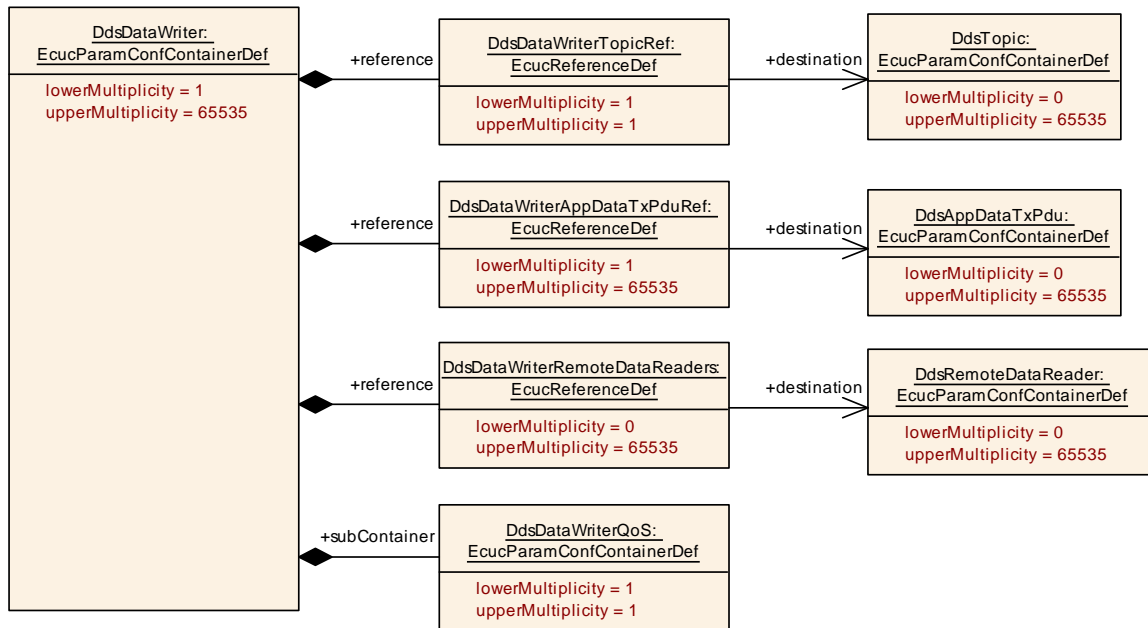 DdsDataWriter:
EcucParamConfContainerDef
lowerMultiplicity = 1
upperMultiplicity = 65535
+reference
DdsDataWriterTopicRef:
EcucReferenceDef
lowerMultiplicity = 1
upperMultiplicity = 1
+destination
DdsTopic:
EcucParamConfContainerDef
lowerMultiplicity = 0
upperMultiplicity = 65535
+reference
DdsDataWriterAppDataTxPduRef:
EcucReferenceDef
lowerMultiplicity = 1
upperMultiplicity = 65535
+destination
DdsAppDataTxPdu:
EcucParamConfContainerDef
lowerMultiplicity = 0
upperMultiplicity = 65535
+reference
DdsDataWriterRemoteDataReaders:
EcucReferenceDef
lowerMultiplicity = 0
upperMultiplicity = 65535
+destination
DdsRemoteDataReader:
EcucParamConfContainerDef
lowerMultiplicity = 0
upperMultiplicity = 65535
+subContainer
DdsDataWriterQoS:
EcucParamConfContainerDef
lowerMultiplicity = 1
upperMultiplicity = 1